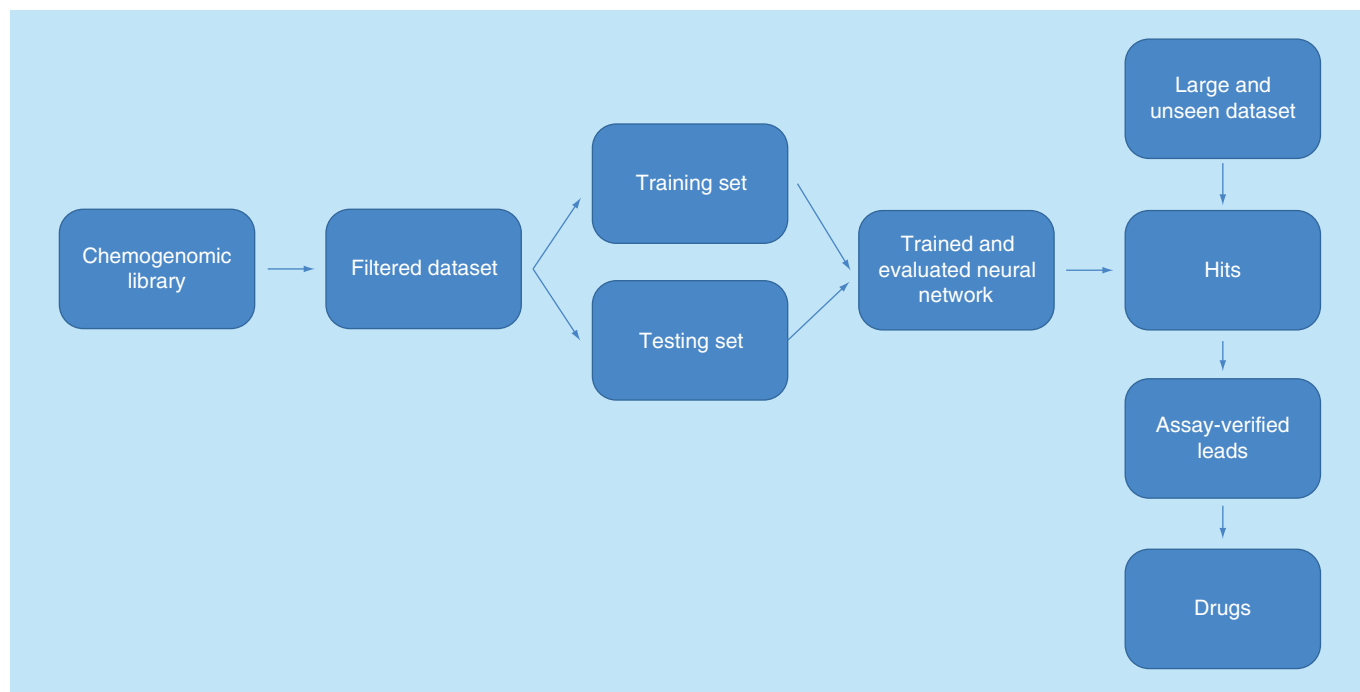 Chemogenomic
library
Filtered dataset
Training set
Testing set
Trained and
evaluated neural
network
Large and
unseen dataset
Hits
Assay-verified
leads
Drugs